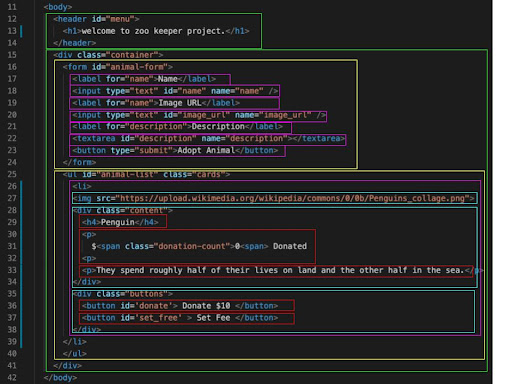 11 <body>
12 <header id="menu">
13 <h1>welcome to zoo keeper project.</h1>
14 </header>
15 <div class="container">
16 <form id="animal-form">
17 <label for="name">Name</label>
18 <input type="text" id="name" name="name" />
19 <label for="name">Image URL</label>
20 <input type="text" id="image_url" name="image_url" />
21 <label for="description">Description</label>
22 <textarea id="description" name="description"></textarea>
23 <button type="submit">Adopt Animal</button>
24 </form>
25 <ul id="animal-list" class="cards">
26 <li>
27 <img src="https://upload.wikimedia.org/wikipedia/commons/0/0b/Penguins_collage.png">
28 <div class="content">
29 <h4>Penguin</h4>
30 <p>
31 $<span class="donation-count">0<span> Donated
32 <p>
33 <p>They spend roughly half of their lives on land and the other half in the sea.</p>
34 </div>
35 <div class="buttons">
36 <button id='donate'> Donate $10 </button>
37 <button id='set_free' > Set Fee </button>
38 </div>
39 </li>
40 </ul>
41 </div>
42 </body>